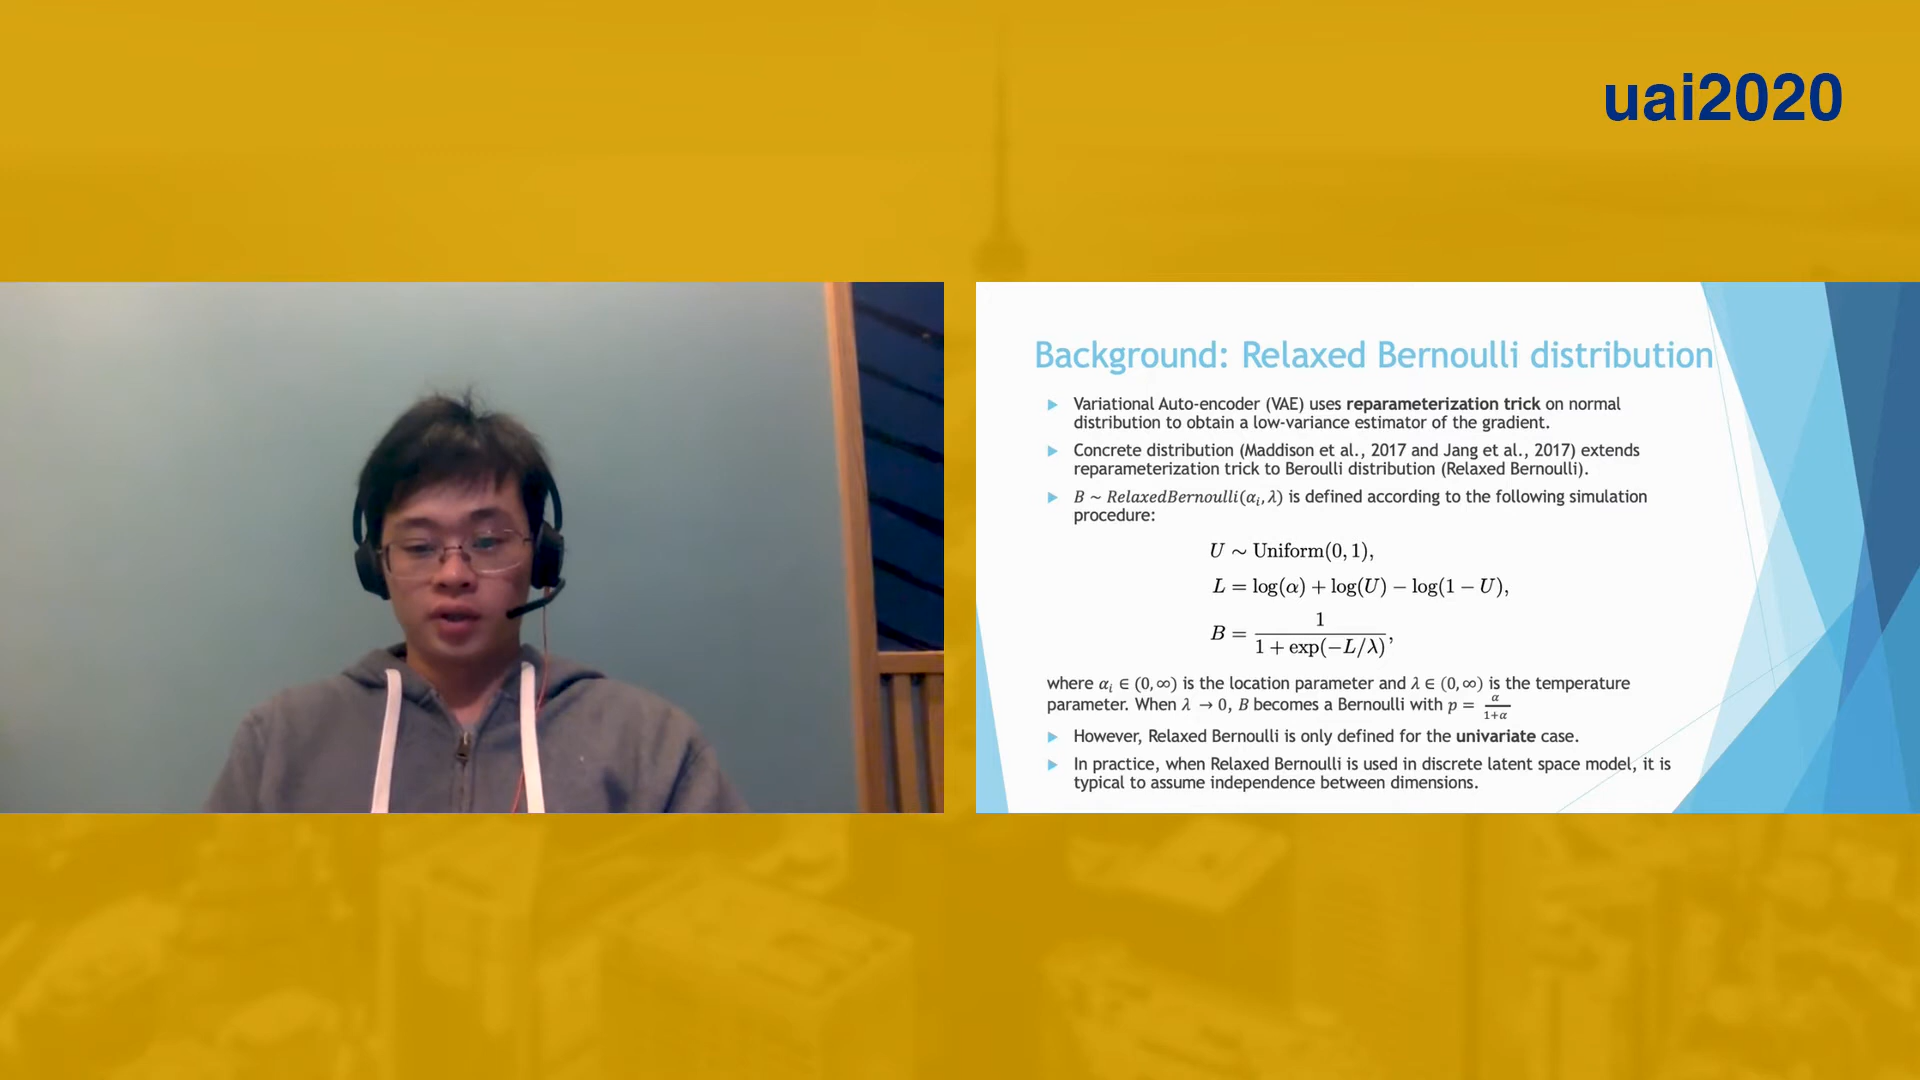 uai2020
Background: Relaxed Bernoulli distribution
Variational Auto-encoder (VAE) uses reparameterization trick on normal
distribution to obtain a low-variance estimator of the gradient.
Concrete distribution (Maddison et al., 2017 and Jang et al., 2017) extends
reparameterization trick to Beroulli distribution (Relaxed Bernoulli).
B ~ RelaxedBernoulli(α_i, λ) is defined according to the following simulation
procedure:
U ∼ Uniform(0, 1),
L = log(α) + log(U) − log(1 − U),
B = 1 / (1 + exp(−L/λ)),
where α_i ∈ (0, ∞) is the location parameter and λ ∈ (0, ∞) is the temperature
parameter. When λ → 0, B becomes a Bernoulli with p = α / (1+α)
However, Relaxed Bernoulli is only defined for the univariate case.
In practice, when Relaxed Bernoulli is used in discrete latent space model, it is
typical to assume independence between dimensions.